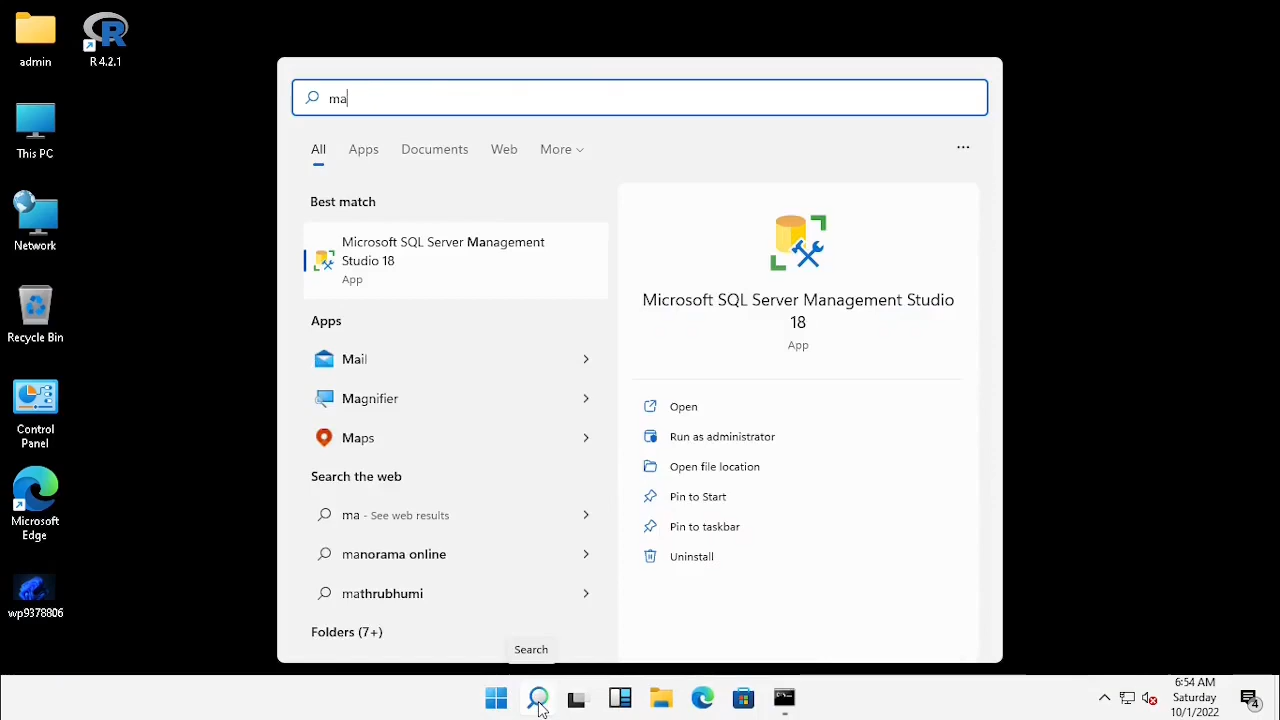 admin
R 4.2.1
This PC
Network
Recycle Bin
Control
Panel
Microsoft
Edge
wp9378806
ma
All Apps Documents Web More
Best match
Microsoft SQL Server Management
Studio 18
App
Apps
Mail
Magnifier
Maps
Search the web
ma - See web results
manorama online
mathrubhumi
Folders (7+)
Microsoft SQL Server Management Studio
18
App
Open
Run as administrator
Open file location
Pin to Start
Pin to taskbar
Uninstall
Search
6:54 AM
Saturday
10/1/2022
4